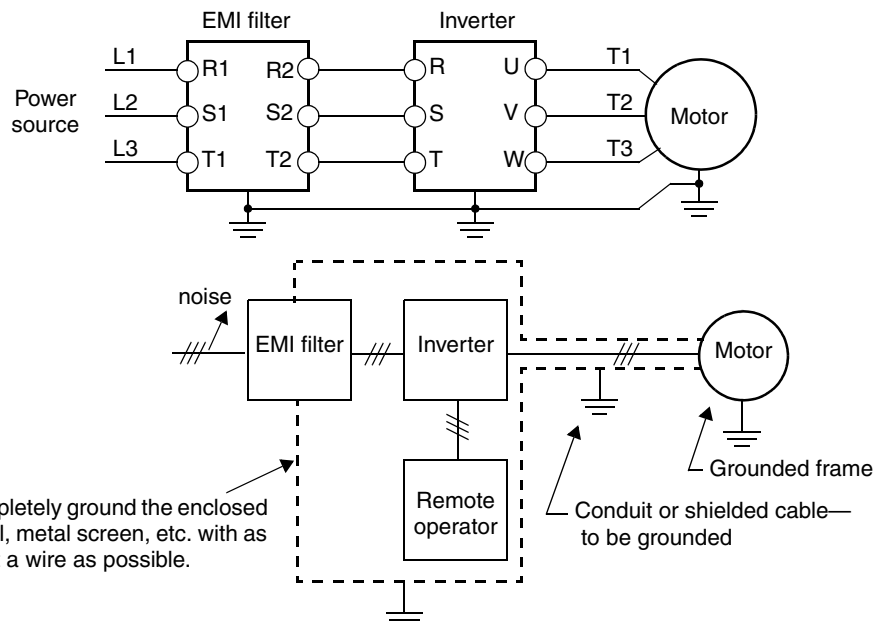 EMI filter
Inverter
L1
R1
R2
R
U
T1
Power
source
L2
S1
S2
S
V
T2
Motor
L3
T1
T2
T
W
T3
noise
EMI filter
Inverter
Motor
Remote
operator
Grounded frame
Conduit or shielded cable—
to be grounded
the enclosed
metal screen, etc. with as
a wire as possible.